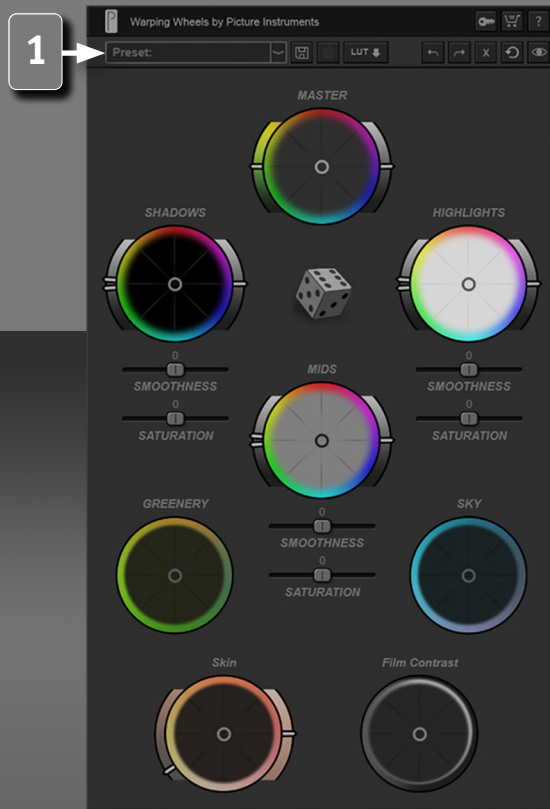 Warping Wheels by Picture Instruments
?
1
Preset:
LUT
X
MASTER
SHADOWS
HIGHLIGHTS
0
SMOOTHNESS
0
SATURATION
MIDS
0
SMOOTHNESS
0
SATURATION
GREENERY
SKY
0
SMOOTHNESS
0
SATURATION
Skin
Film Contrast